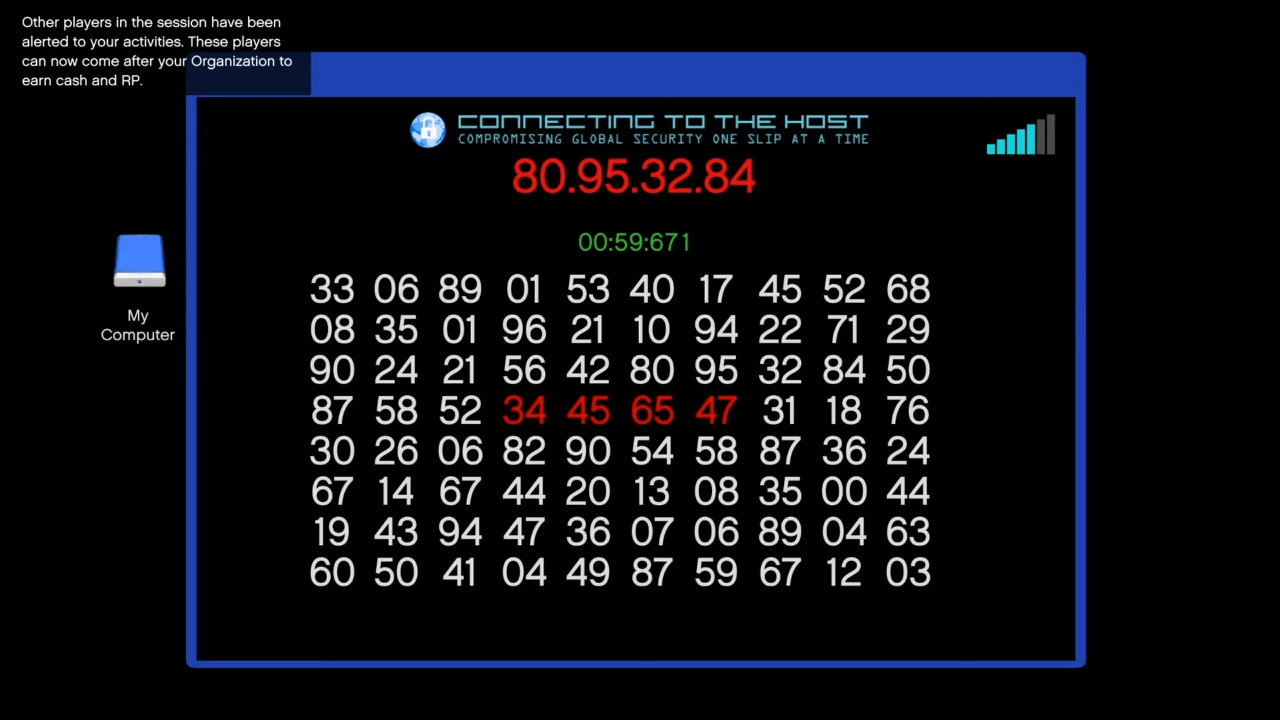 Other players in the session have been
alerted to your activities. These players
can now come after your Organization to
earn cash and RP.
CONNECTING TO THE HOST
COMPROMISING GLOBAL SECURITY ONE SLIP AT A TIME
80.95.32.84
00:59:671
33 06 89 01 53 40 17 45 52 68
08 35 01 96 21 10 94 22 71 29
90 24 21 56 42 80 95 32 84 50
87 58 52 34 45 65 47 31 18 76
30 26 06 82 90 54 58 87 36 24
67 14 67 44 20 13 08 35 00 44
19 43 94 47 36 07 06 89 04 63
60 50 41 04 49 87 59 67 12 03
My
Computer